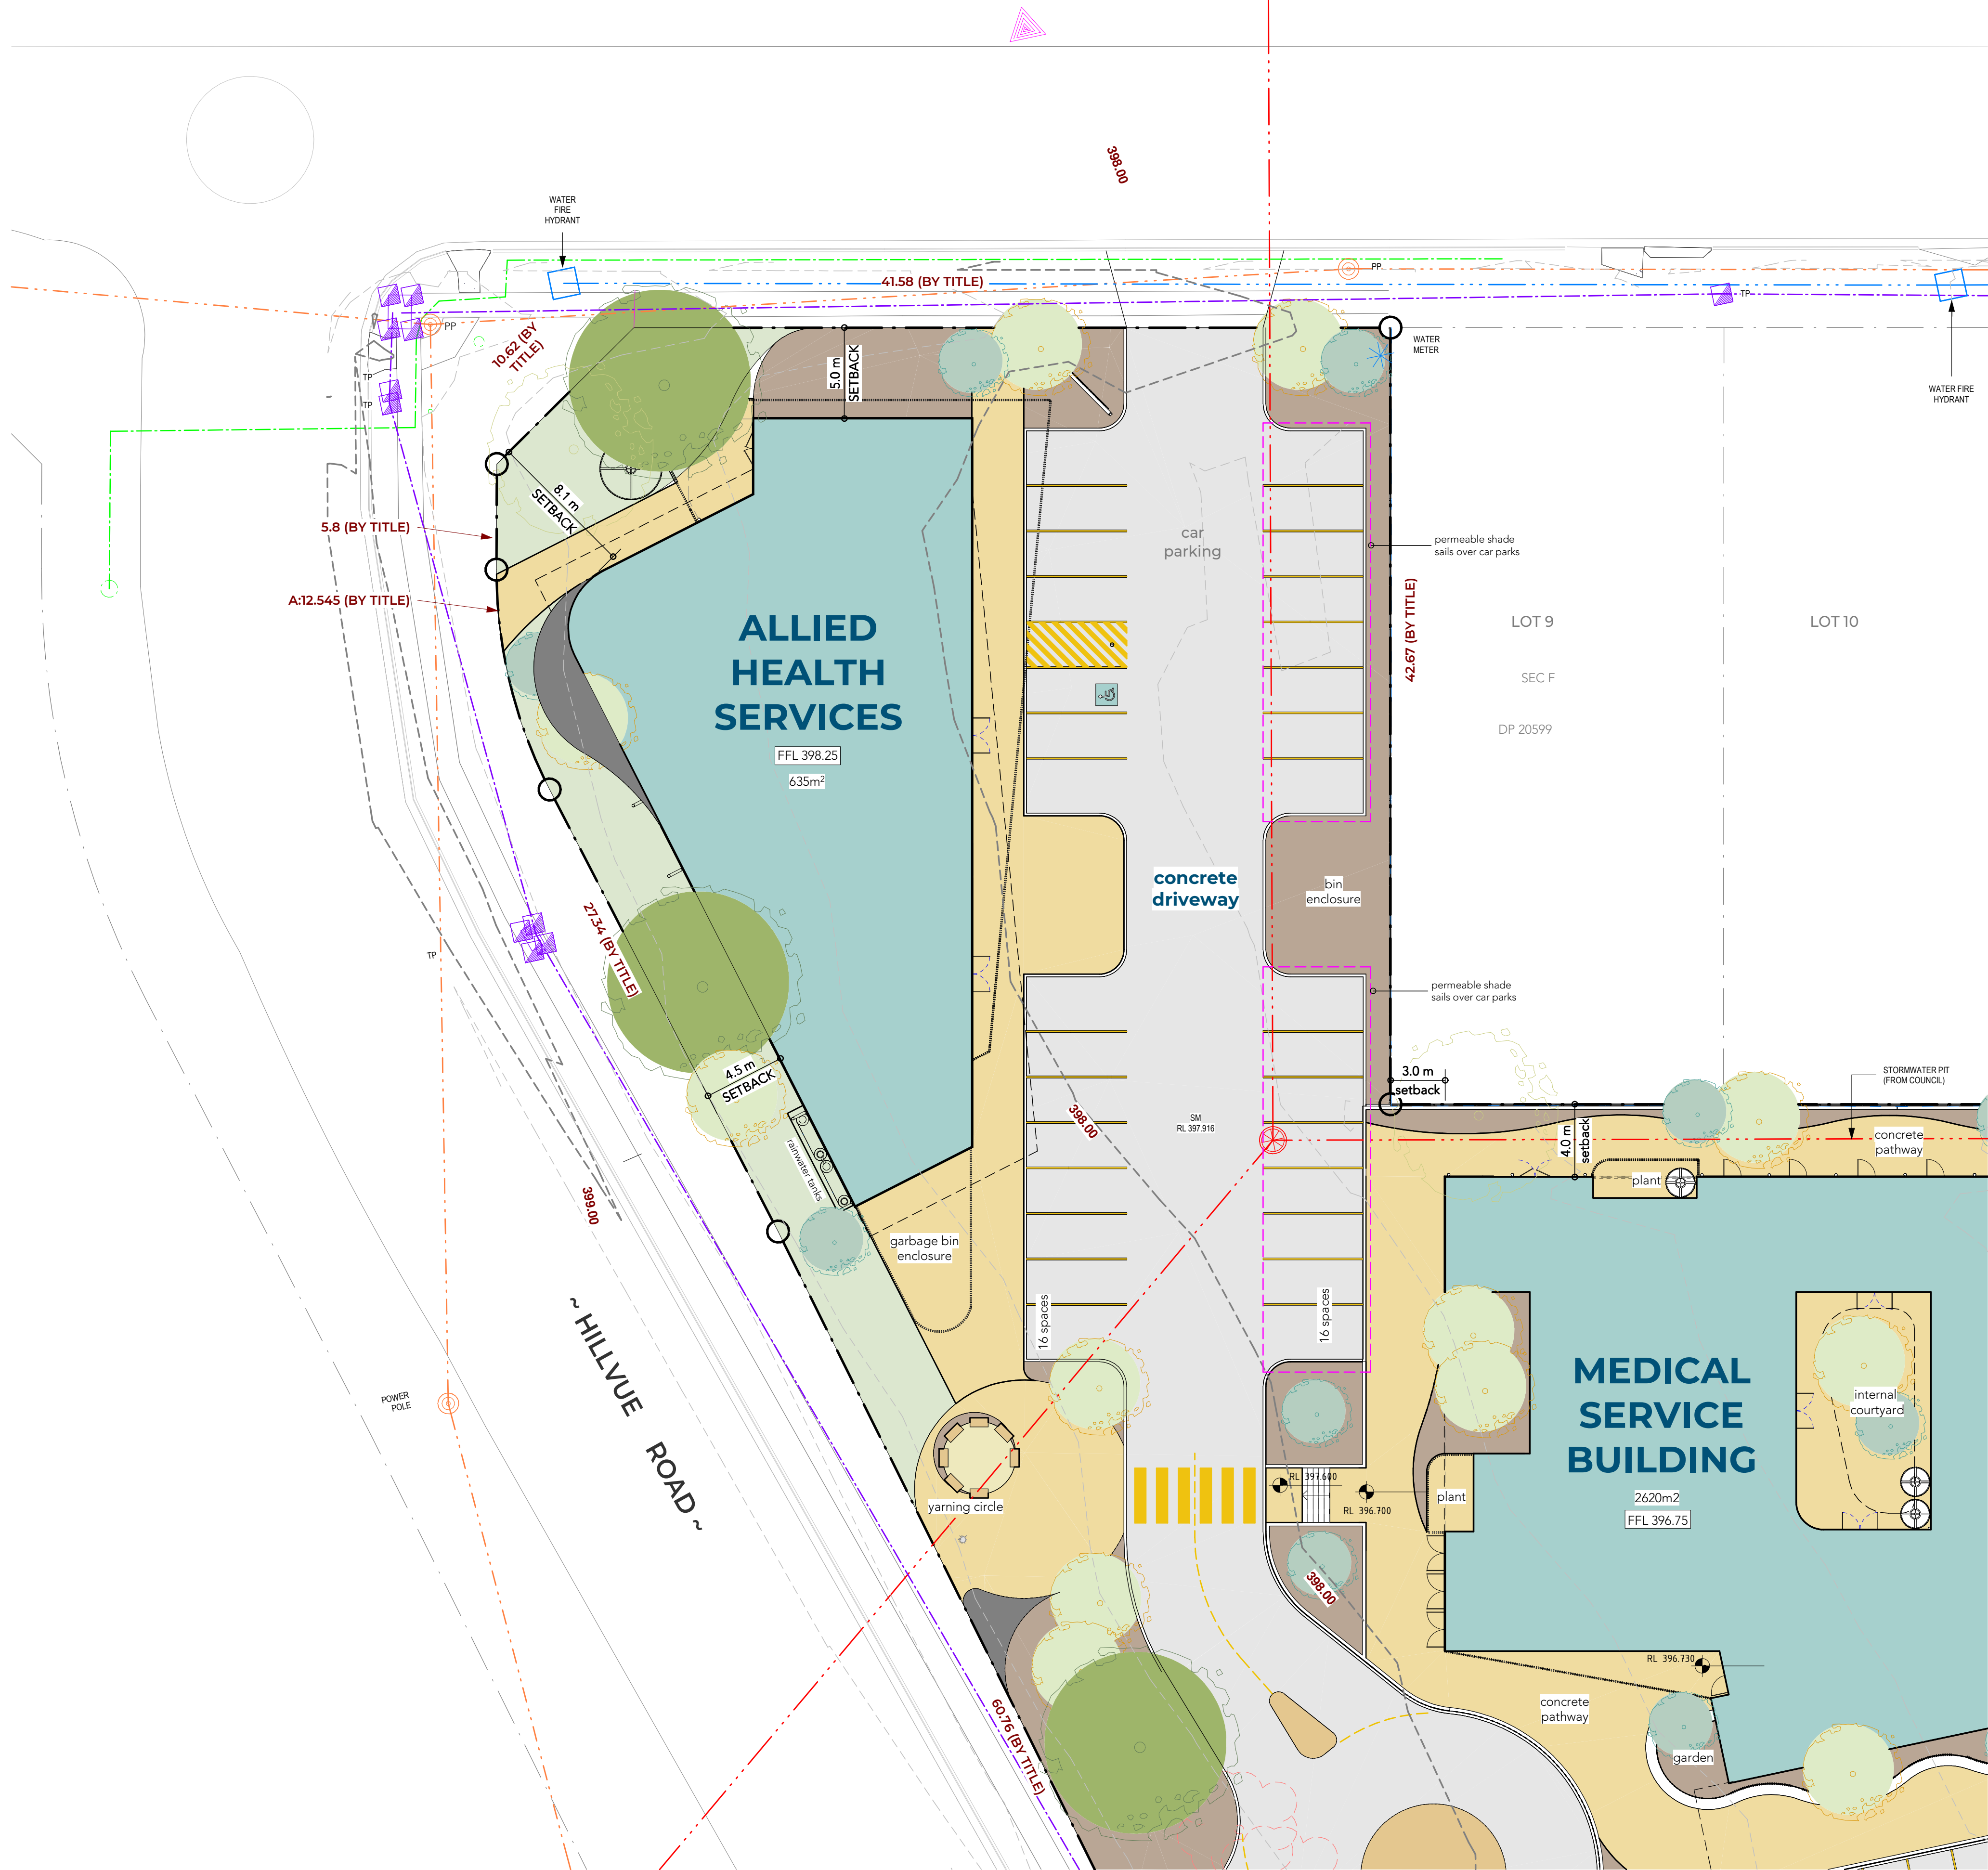 398.00
WATER
FIRE
HYDRANT
PP
41.58 (BY TITLE)
TP
PP
10.62 (BY
TITLE)
WATER
METER
5.0 m
SETBACK
TP
TP
WATER FIRE
HYDRANT
8.1 m
SETBACK
5.8 (BY TITLE)
car
parking
permeable shade
sails over car parks
A:12.545 (BY TITLE)
42.67 (BY TITLE)
ALLIED
HEALTH
SERVICES
FFL 398.25
635m²
LOT 9
LOT 10
SEC F
DP 20599
concrete
driveway
bin
enclosure
27.34 (BY TITLE)
TP
permeable shade
sails over car parks
4.5 m
SETBACK
3.0 m
setback
STORMWATER PIT
(FROM COUNCIL)
398.00
SM
RL 397.916
4.0 m
setback
concrete
pathway
rainwater tanks
plant
399.00
garbage bin
enclosure
16 spaces
16 spaces
~ HILLVUE ROAD ~
POWER
POLE
MEDICAL
SERVICE
BUILDING
2620m2
FFL 396.75
internal
courtyard
yarning circle
RL 397.600
RL 396.700
plant
398.00
RL 396.730
60.76 (BY TITLE)
concrete
pathway
garden